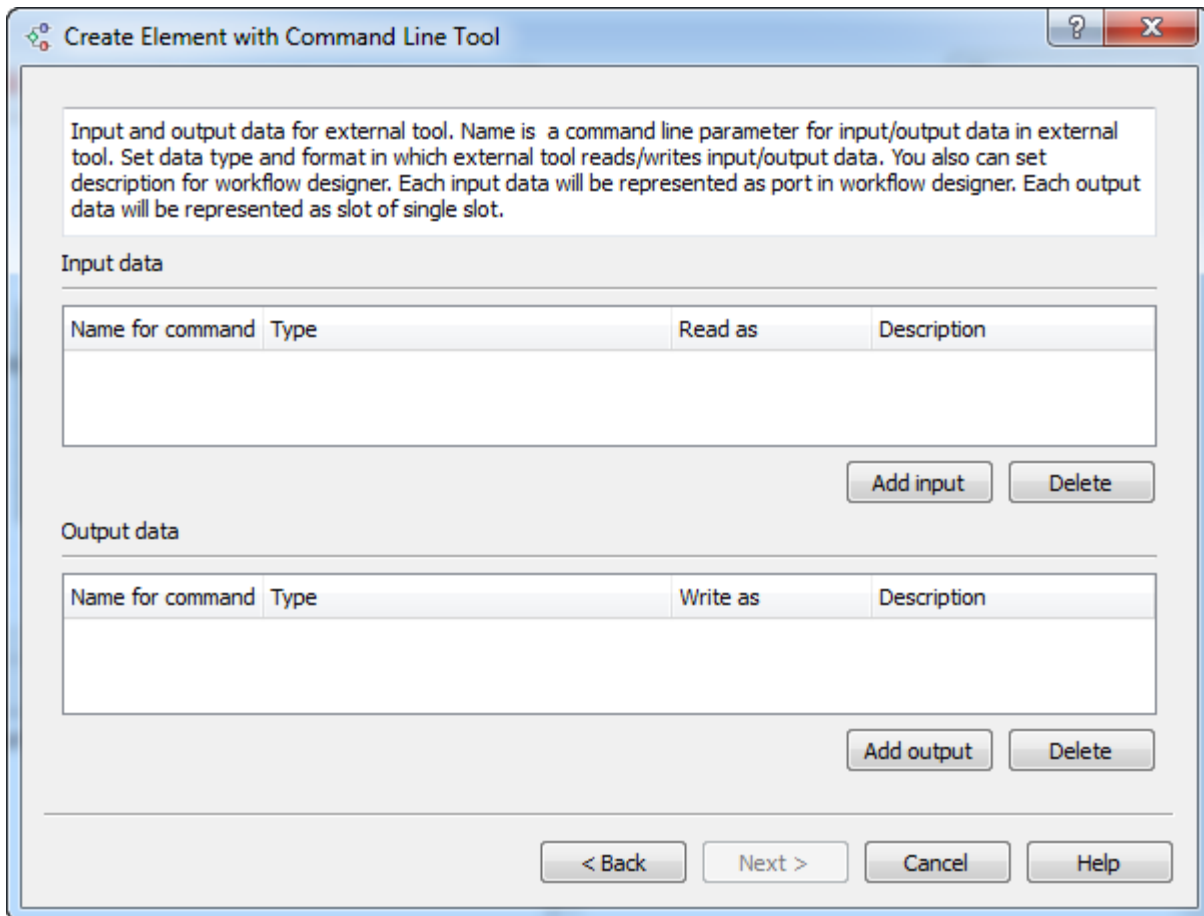 Create Element with Command Line Tool
?
Input and output data for external tool. Name is  a command line parameter for input/output data in external
tool. Set data type and format in which external tool reads/writes input/output data. You also can set
description for workflow designer. Each input data will be represented as port in workflow designer. Each output
data will be represented as slot of single slot.
Input data
Name for command Type Read as Description
Add input Delete
Output data
Name for command Type Write as Description
Add output Delete
< Back Next > Cancel Help